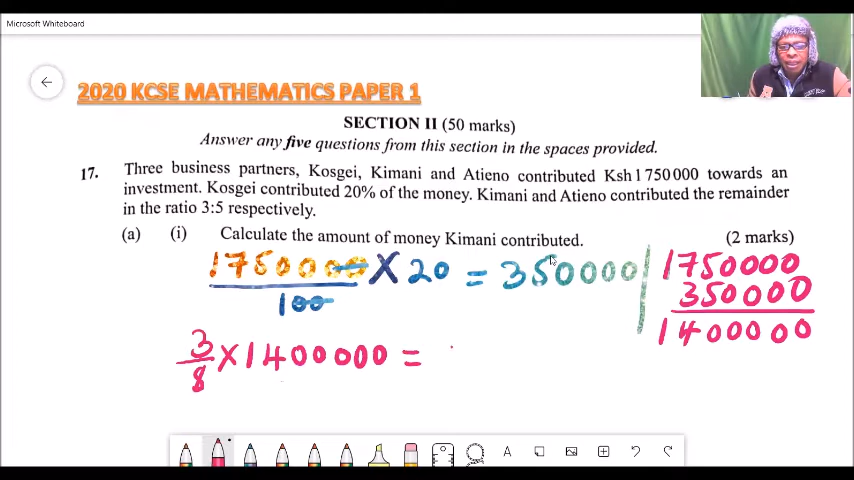 Microsoft Whiteboard
2020 KCSE MATHEMATICS PAPER 1
SECTION II (50 marks)
Answer any five questions from this section in the spaces provided.
17. Three business partners, Kosgei, Kimani and Atieno contributed Ksh 1 750 000 towards an
investment. Kosgei contributed 20% of the money. Kimani and Atieno contributed the remainder
in the ratio 3:5 respectively.
(a) (i) Calculate the amount of money Kimani contributed. (2 marks)
1750000 × 20 = 350000
100
1750000
350000
1400000
3/8 × 1400000 =
A